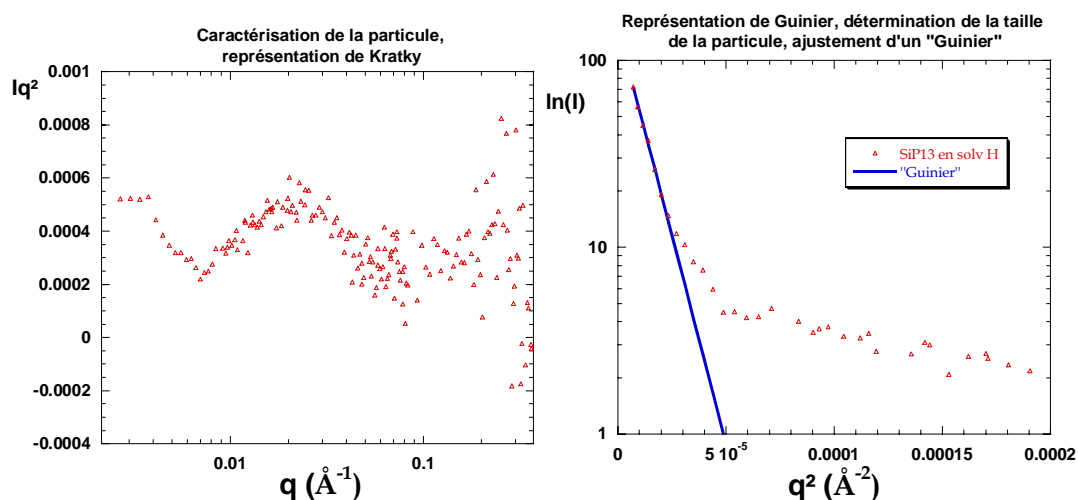 Caractérisation de la particule,
représentation de Kratky
Iq²
0.001
0.0008
0.0006
0.0004
0.0002
0
-0.0002
-0.0004
0.01
0.1
q (Å⁻¹)
Représentation de Guinier, détermination de la taille
de la particule, ajustement d'un "Guinier"
ln(I)
100
10
1
SiP13 en solv H
"Guinier"
0
5 10⁻⁵
0.0001
0.00015
0.0002
q² (Å⁻²)